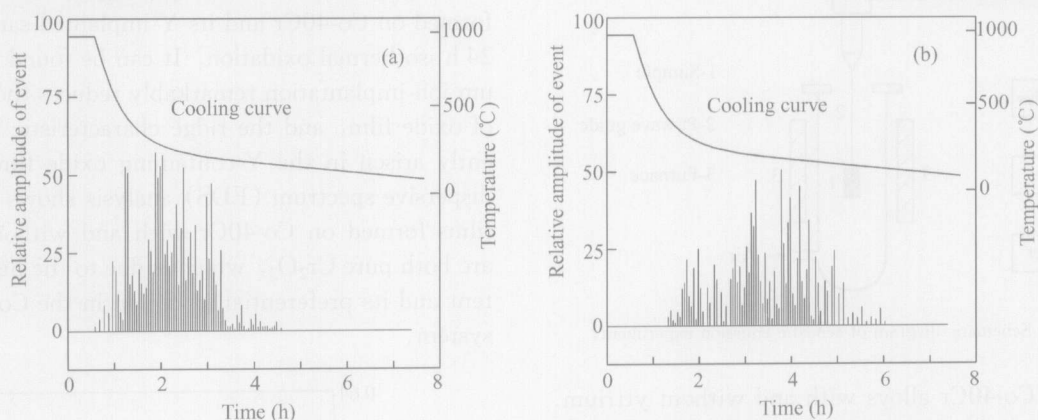 100
75
50
25
0
Relative amplitude of event
1000
500
0
Temperature (℃)
(a)
Cooling curve
0
2
4
6
8
Time (h)
100
75
50
25
0
Relative amplitude of event
1000
500
0
Temperature (℃)
(b)
Cooling curve
0
2
4
6
8
Time (h)